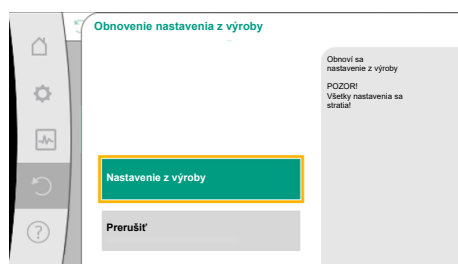 Obnovenie nastavenia z výroby
Obnoví sa
nastavenie z výroby
POZOR!
Všetky nastavenia sa
stratia!
Nastavenie z výroby
Prerušiť
?